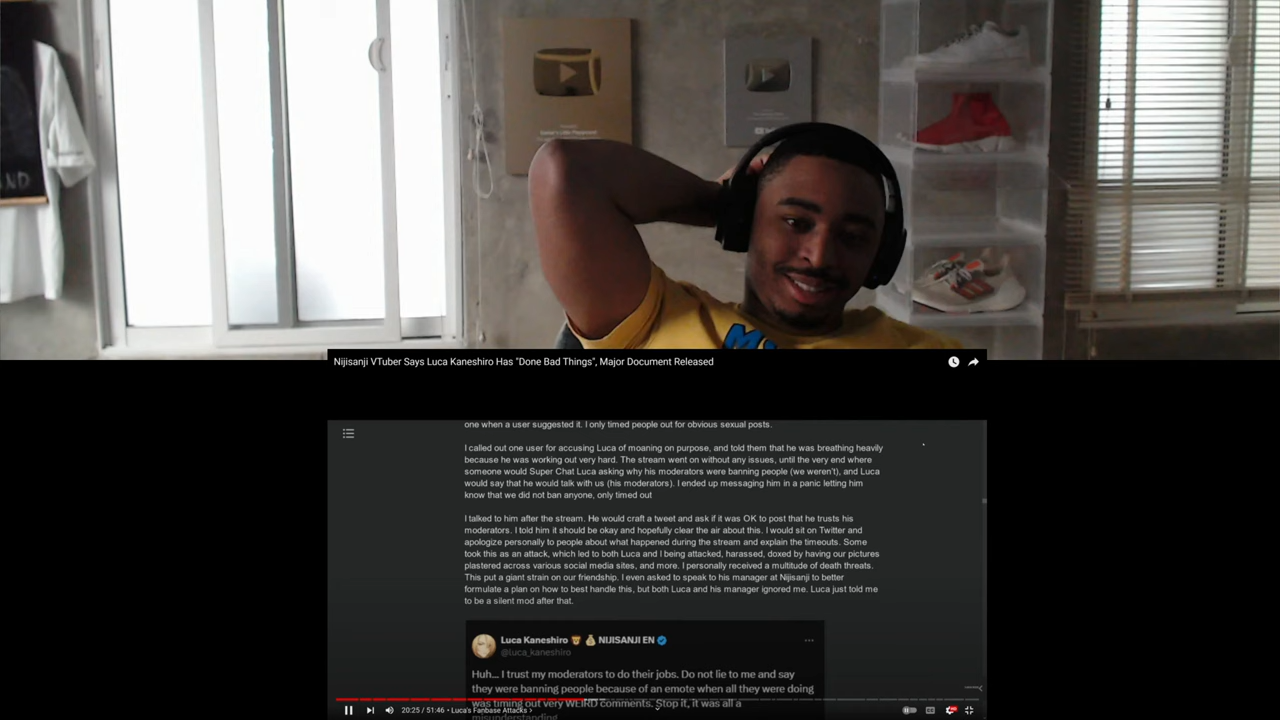 ND
Nijisanji VTuber Says Luca Kaneshiro Has "Done Bad Things", Major Document Released
one when a user suggested it. I only timed people out for obvious sexual posts.
I called out one user for accusing Luca of moaning on purpose, and told them that he was breathing heavily
because he was working out very hard. The stream went on without any issues, until the very end where
someone would Super Chat Luca asking why his moderators were banning people (we weren't), and Luca
would say that he would talk with us (his moderators). I ended up messaging him in a panic letting him
know that we did not ban anyone, only timed out
I talked to him after the stream. He would craft a tweet and ask if it was OK to post that he trusts his
moderators. I told him it should be okay and hopefully clear the air about this. I would sit on Twitter and
apologize personally to people about what happened during the stream and explain the timeouts. Some
took this as an attack, which led to both Luca and I being attacked, harassed, doxed by having our pictures
plastered across various social media sites, and more. I personally received a multitude of death threats.
This put a giant strain on our friendship. I even asked to speak to his manager at Nijisanji to better
formulate a plan on how to best handle this, but both Luca and his manager ignored me. Luca just told me
to be a silent mod after that.
Luca Kaneshiro 🦁 💰 NIJISANJI EN
@luca_kaneshiro
Huh... I trust my moderators to do their jobs. Do not lie to me and say
they were banning people because of an emote when all they were doing
was timing out very WEIRD comments. Stop it, it was all a
misunderstanding
20:25 / 51:46 • Luca's Fanbase Attacks >